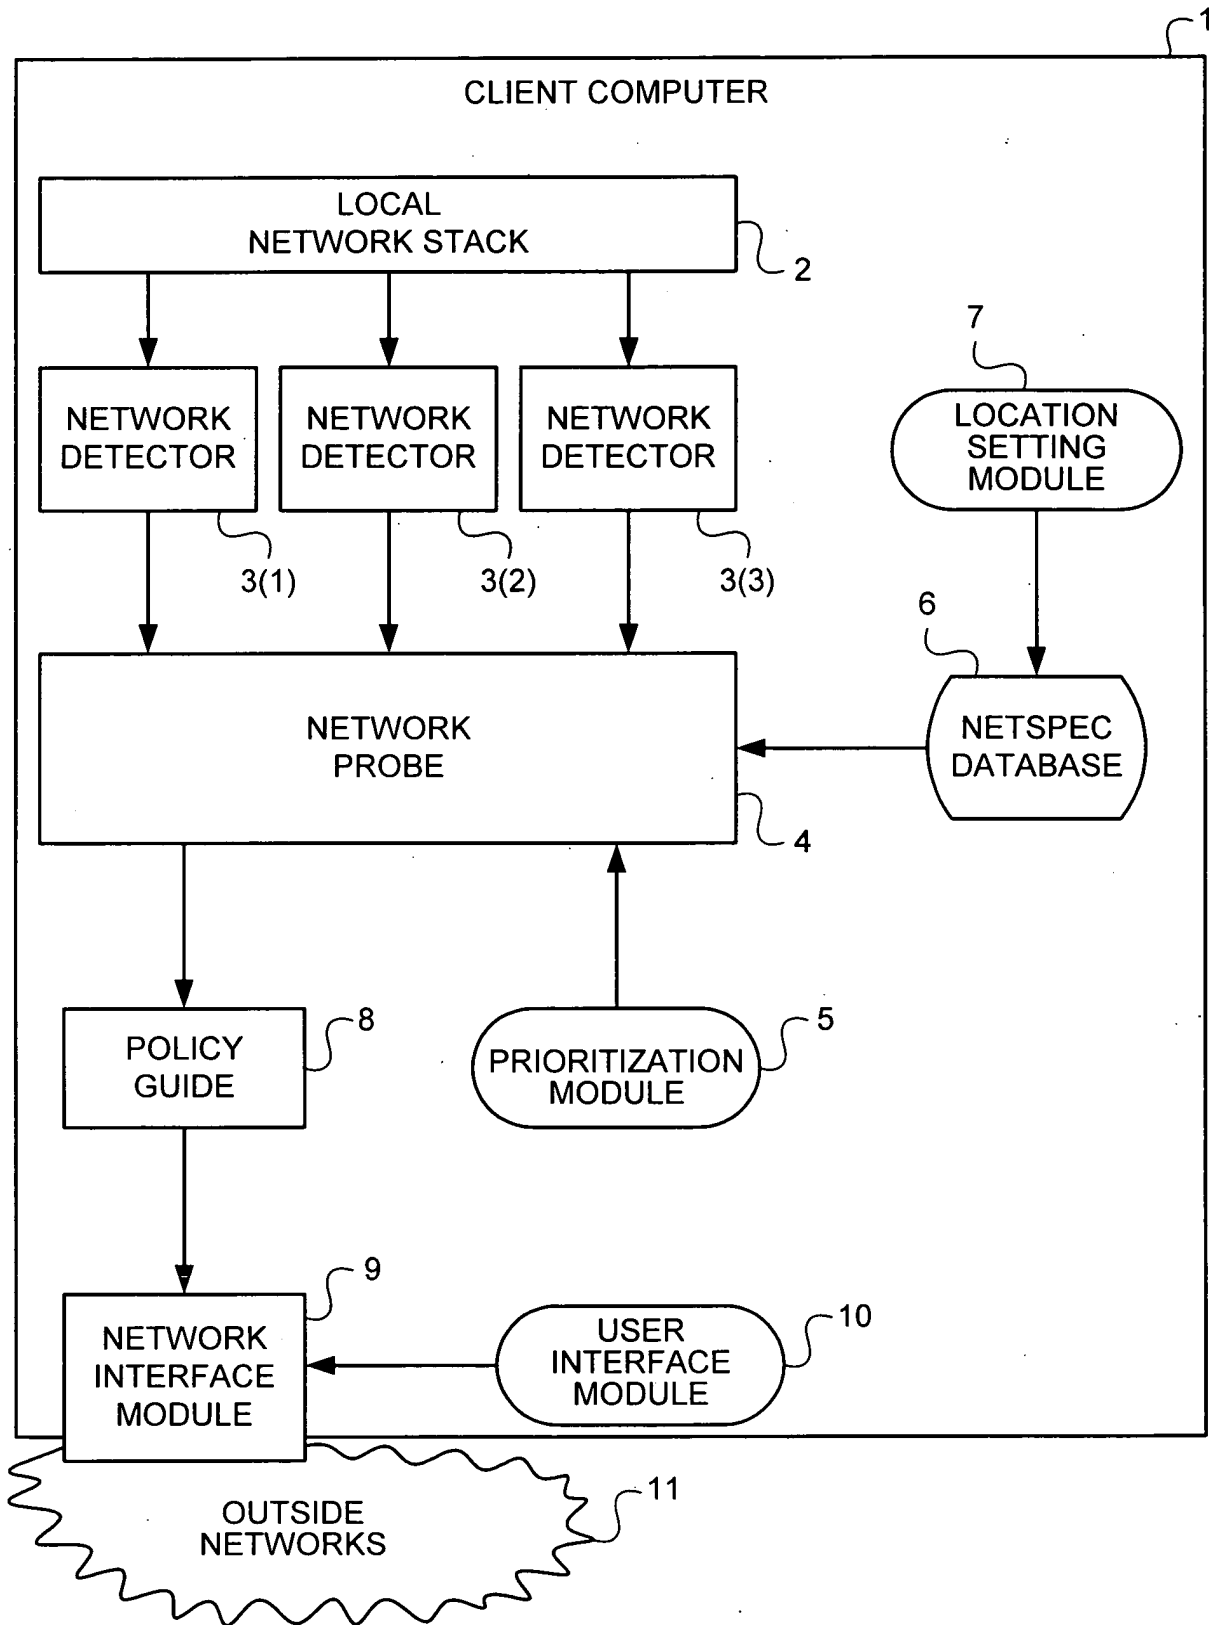 1
CLIENT COMPUTER
LOCAL
NETWORK STACK
2
7
NETWORK
DETECTOR
NETWORK
DETECTOR
NETWORK
DETECTOR
LOCATION
SETTING
MODULE
3(1)
3(2)
3(3)
6
NETWORK
PROBE
NETSPEC
DATABASE
4
8
5
POLICY
GUIDE
PRIORITIZATION
MODULE
9
10
NETWORK
INTERFACE
MODULE
USER
INTERFACE
MODULE
11
OUTSIDE
NETWORKS